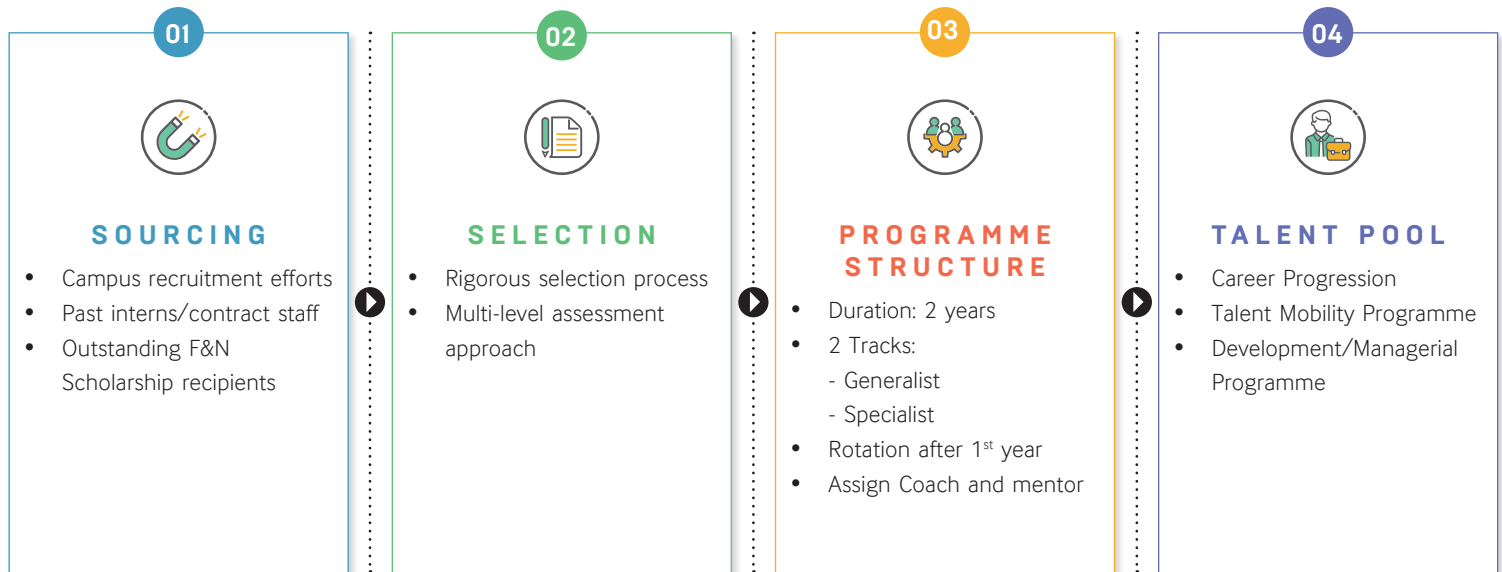 01
SOURCING
• Campus recruitment efforts
• Past interns/contract staff
• Outstanding F&N
Scholarship recipients
02
SELECTION
• Rigorous selection process
• Multi-level assessment
approach
03
PROGRAMME
STRUCTURE
• Duration: 2 years
• 2 Tracks:
- Generalist
- Specialist
• Rotation after 1st year
• Assign Coach and mentor
04
TALENT POOL
• Career Progression
• Talent Mobility Programme
• Development/Managerial
Programme